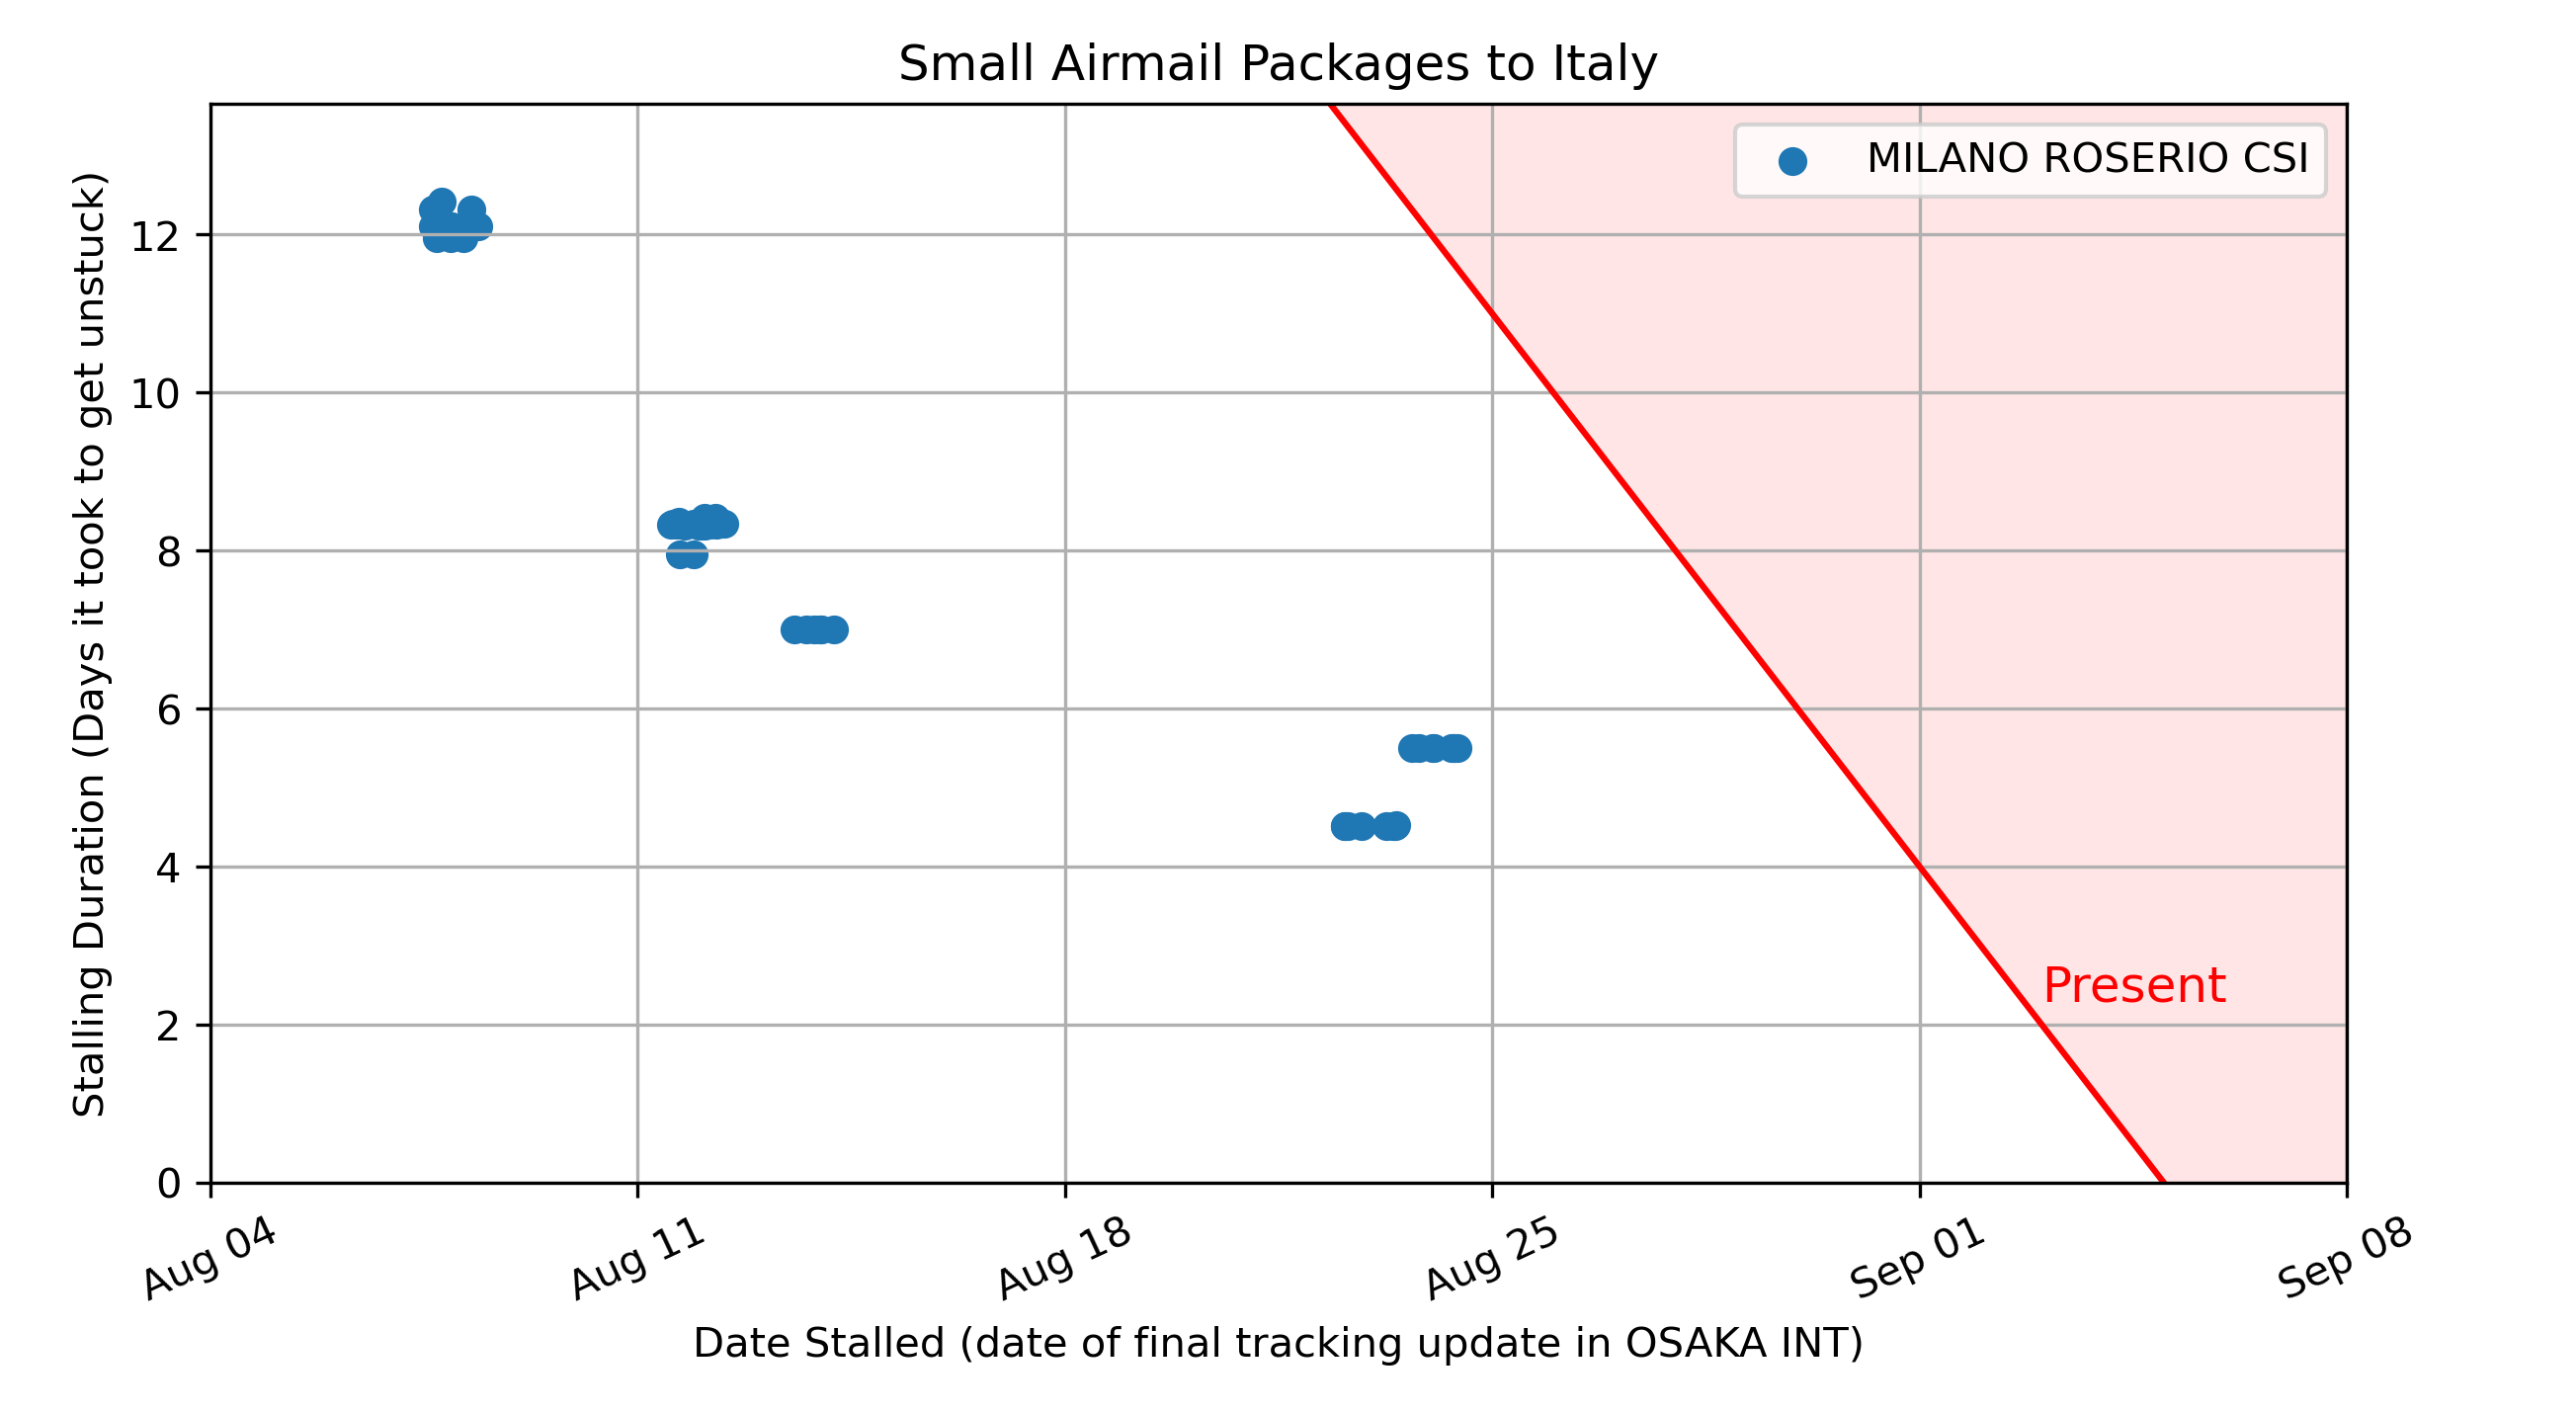 Small Airmail Packages to Italy
MILANO ROSERIO CSI
Stalling Duration (Days it took to get unstuck)
12
10
8
6
4
2
0
Present
Aug 04
Aug 11
Aug 18
Aug 25
Sep 01
Sep 08
Date Stalled (date of final tracking update in OSAKA INT)